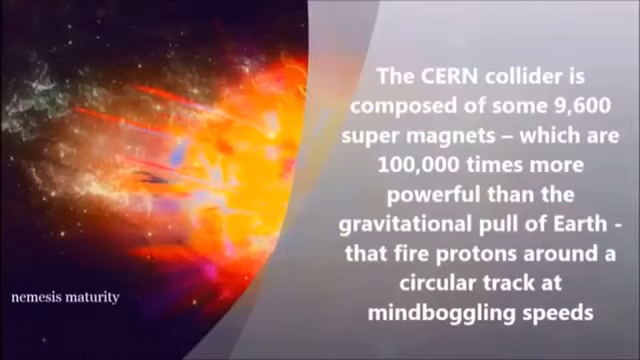 The CERN collider is
composed of some 9,600
super magnets – which are
100,000 times more
powerful than the
gravitational pull of Earth -
that fire protons around a
circular track at
mindboggling speeds
nemesis maturity